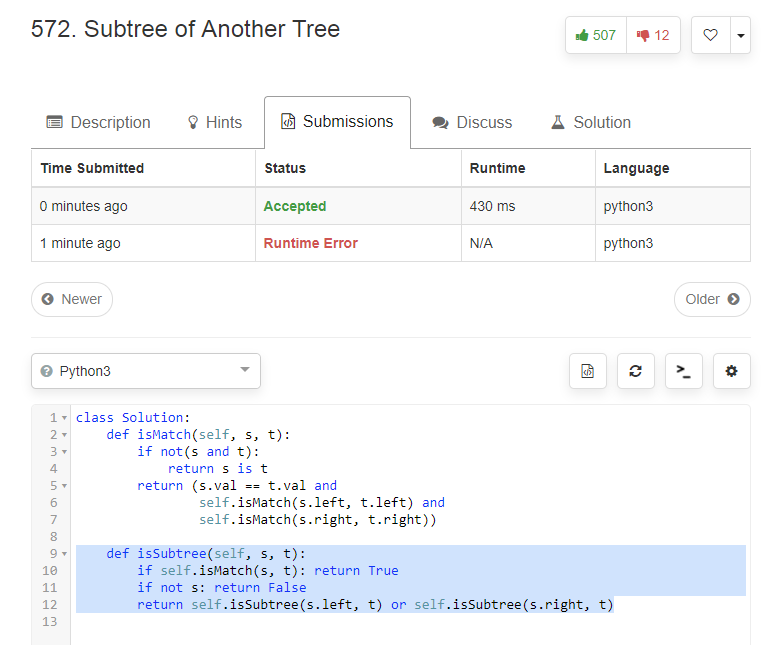 572. Subtree of Another Tree
507 12
Description Hints Submissions Discuss Solution
Time Submitted Status Runtime Language
0 minutes ago Accepted 430 ms python3
1 minute ago Runtime Error N/A python3
Newer Older
Python3
1 class Solution:
2     def isMatch(self, s, t):
3         if not(s and t):
4             return s is t
5         return (s.val == t.val and
6                 self.isMatch(s.left, t.left) and
7                 self.isMatch(s.right, t.right))
8
9     def isSubtree(self, s, t):
10         if self.isMatch(s, t): return True
11         if not s: return False
12         return self.isSubtree(s.left, t) or self.isSubtree(s.right, t)
13